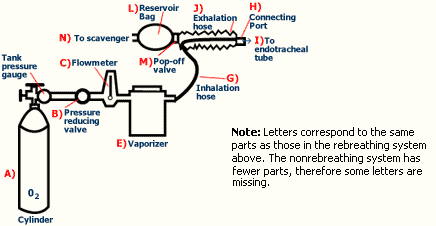 L) Reservoir
Bag
J) Exhalation
hose
H)
Connecting
Port
N) To scavenger
I) To
endotracheal
tube
Tank
pressure
gauge
C) Flowmeter
M) Pop-off
valve
G)
Inhalation
hose
B) Pressure
reducing
valve
E) Vaporizer
A)
O2
Cylinder
Note: Letters correspond to the same
parts as those in the rebreathing system
above. The nonrebreathing system has
fewer parts, therefore some letters are
missing.